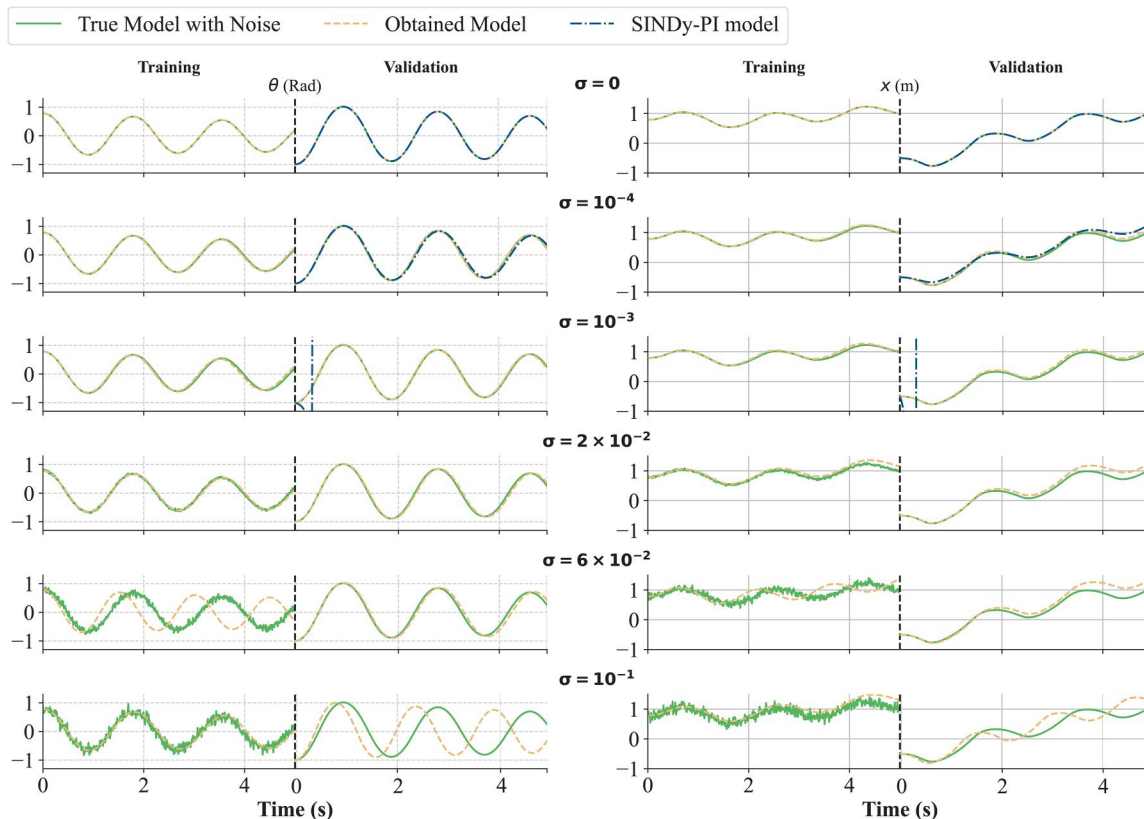 True Model with Noise Obtained Model SINDy-PI model
Training Validation Training Validation
θ (Rad) σ = 0 x (m)
1 1
0 0
−1 −1
σ = 10⁻⁴
1 1
0 0
−1 −1
σ = 10⁻³
1 1
0 0
−1 −1
σ = 2 × 10⁻²
1 1
0 0
−1 −1
σ = 6 × 10⁻²
1 1
0 0
−1 −1
σ = 10⁻¹
1 1
0 0
−1 −1
0 2 4 0 2 4 0 2 4 0 2 4
Time (s) Time (s)